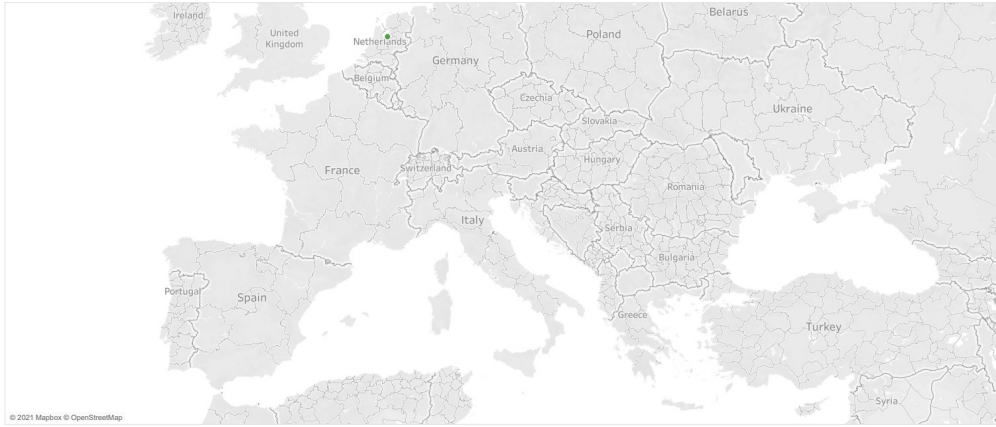 Ireland
United
Kingdom
Netherlands
Belgium
Germany
Poland
Belarus
Czechia
Slovakia
Ukraine
Austria
Hungary
France
Switzerland
Romania
Italy
Serbia
Bulgaria
Portugal
Spain
Greece
Turkey
Syria
© 2021 Mapbox © OpenStreetMap